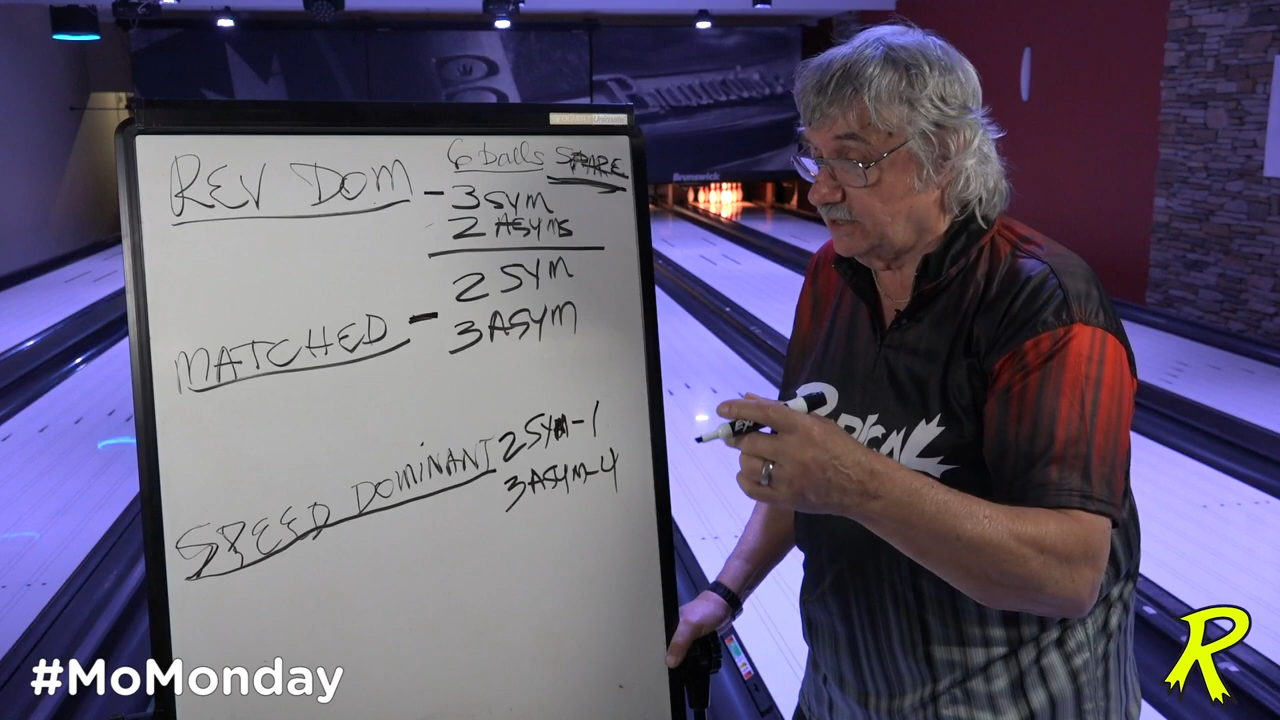 REV DOM - 6 balls SPARE
3 SYM
2 ASYMS
2 SYM
MATCHED - 3 ASYM
SPEED DOMINANT 2 SYM-1
3 ASYM-4
Brunswick
#MoMonday
R